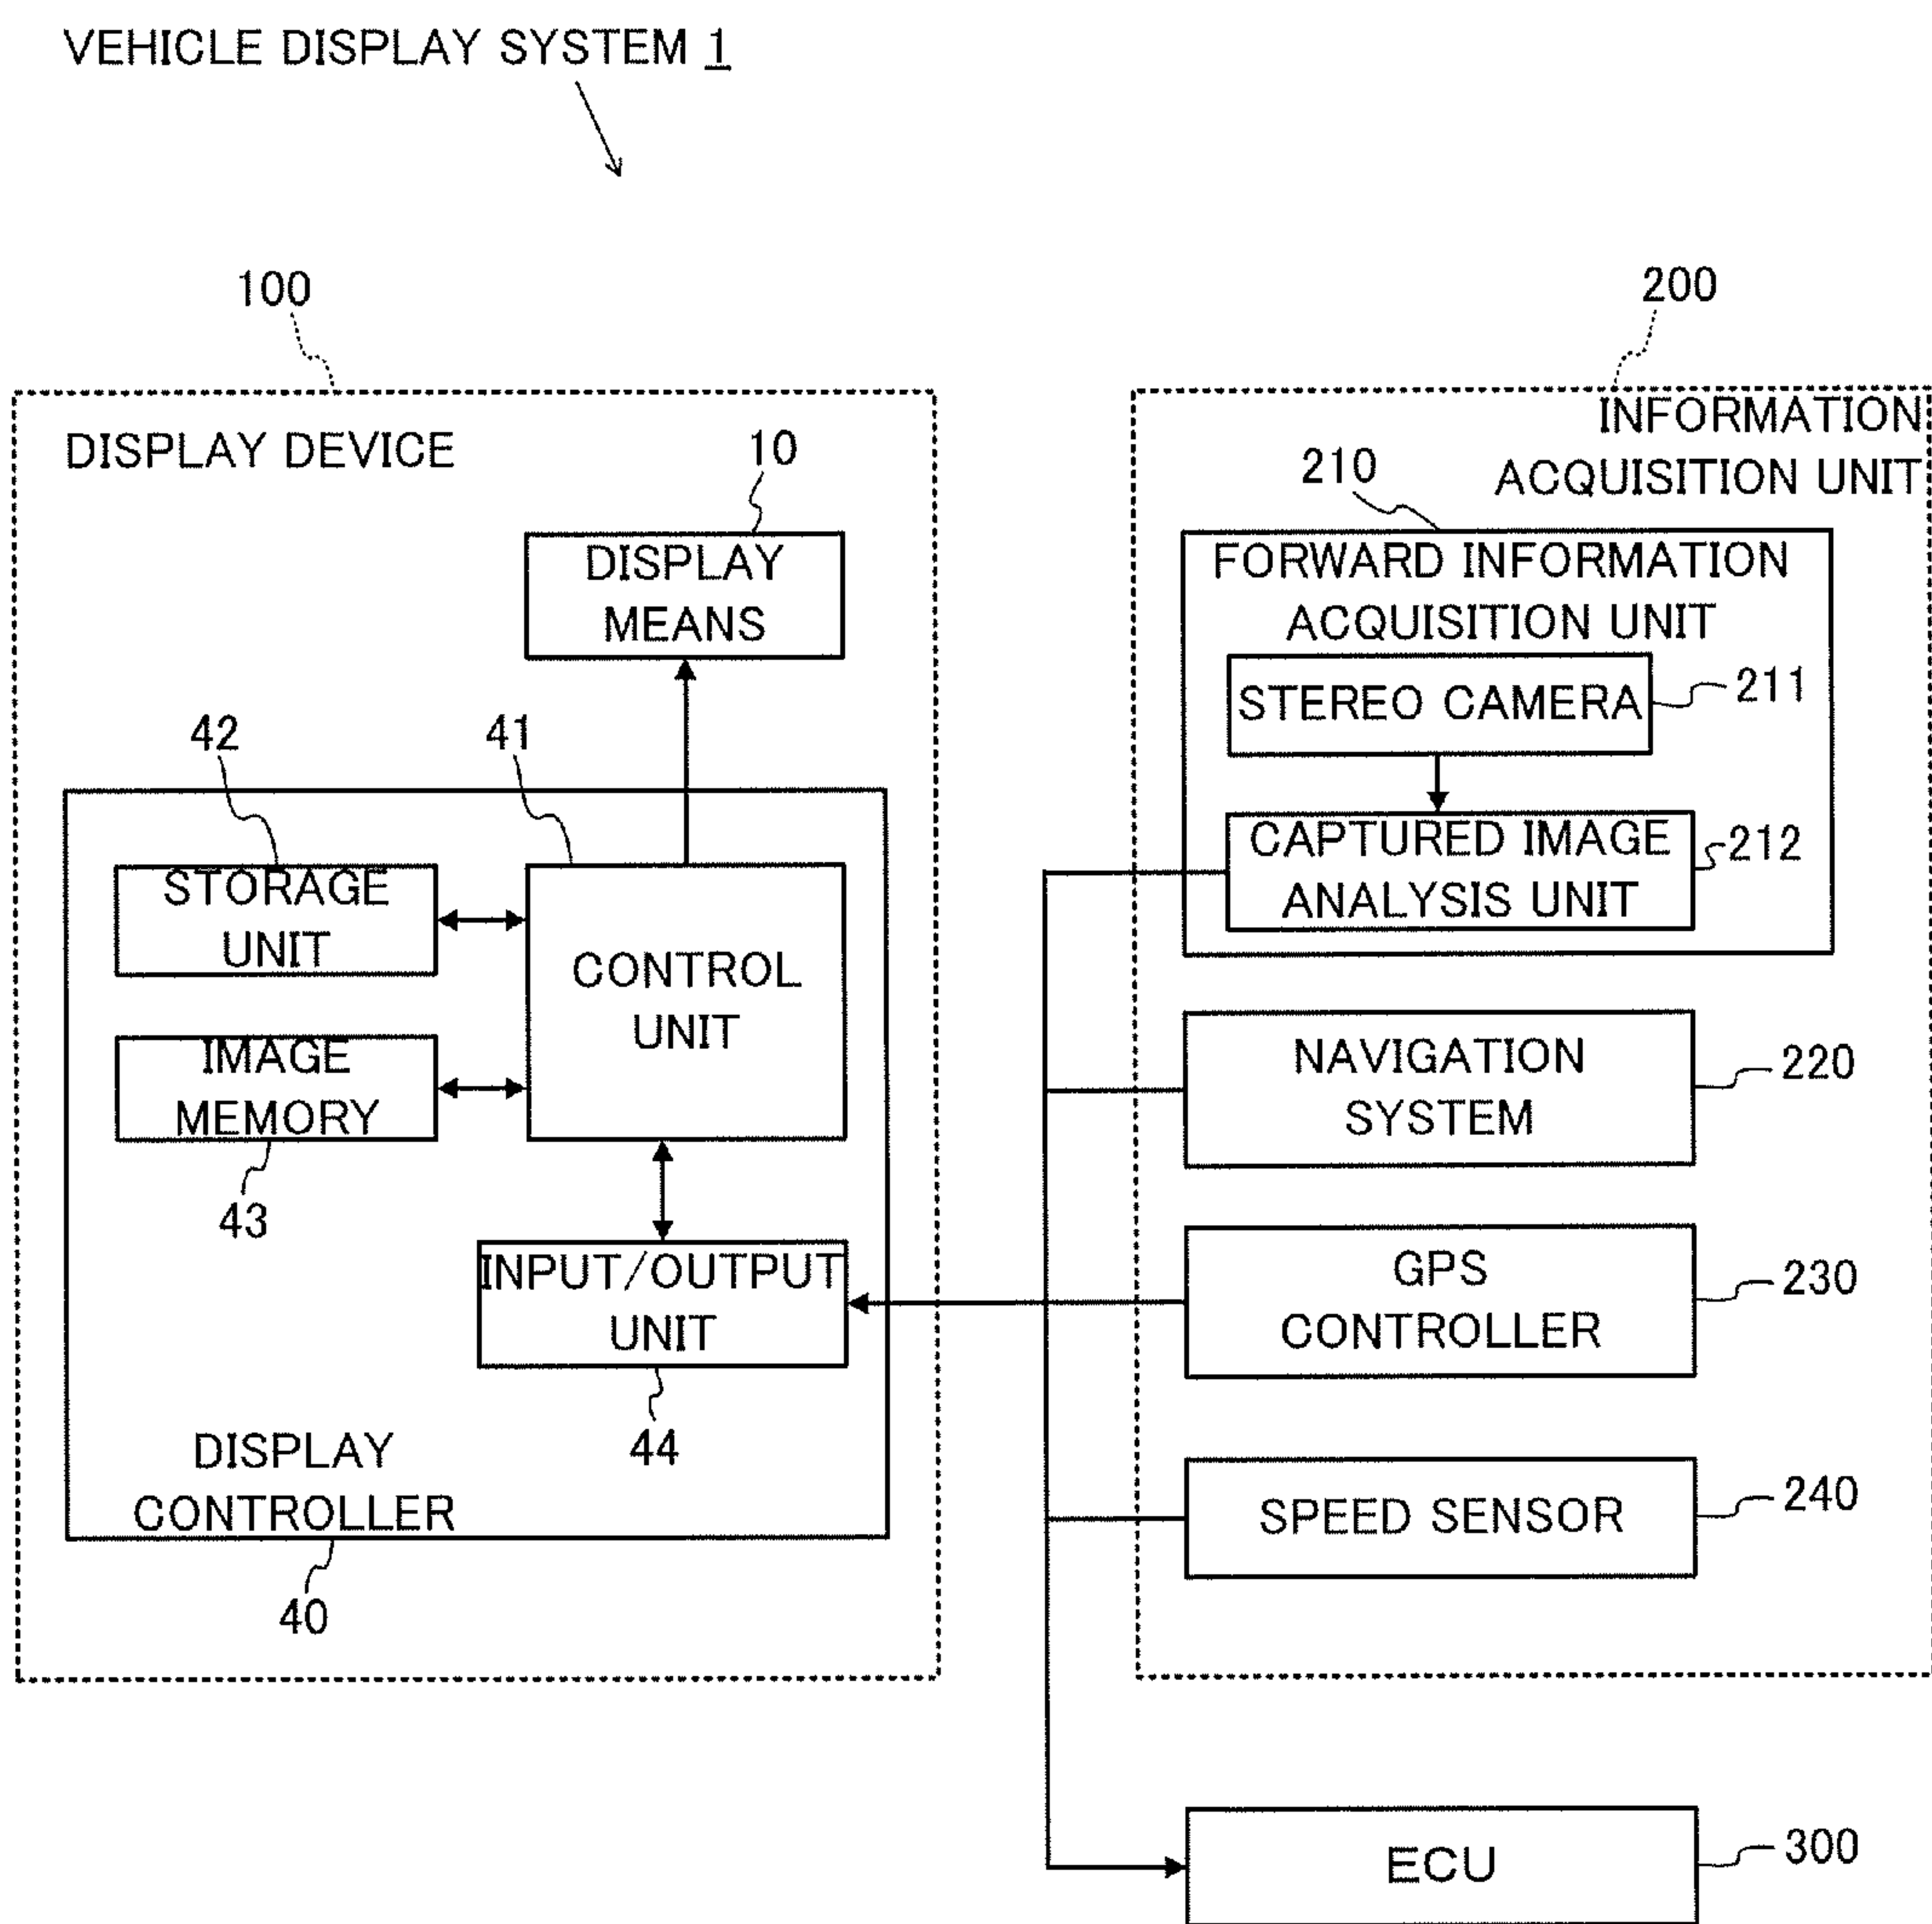 VEHICLE DISPLAY SYSTEM 1
100
DISPLAY DEVICE
10
DISPLAY
MEANS
42
41
STORAGE
UNIT
CONTROL
UNIT
IMAGE
MEMORY
43
INPUT/OUTPUT
UNIT
44
DISPLAY
CONTROLLER
40
200
INFORMATION
ACQUISITION UNIT
210
FORWARD INFORMATION
ACQUISITION UNIT
STEREO CAMERA
211
CAPTURED IMAGE
ANALYSIS UNIT
212
NAVIGATION
SYSTEM
220
GPS
CONTROLLER
230
SPEED SENSOR
240
ECU
300